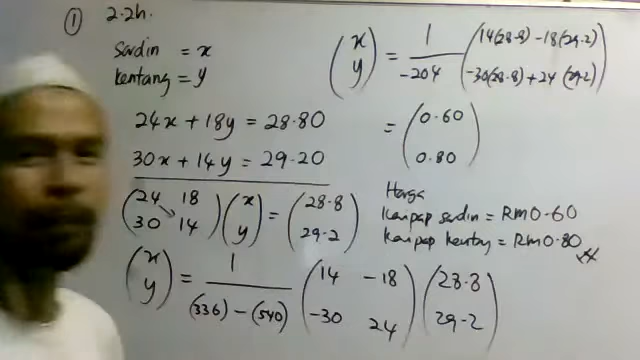 ① 2.2h.
Sardin = x
kentang = y
24x + 18y = 28.80
30x + 14y = 29.20
(24 18
30 14) (x
y) = (28.8
29.2)
(x
y) = 1/((336) - (540)) (14 -18
-30 24) (28.8
29.2)
(x
y) = 1/-204 (14(28.8) - 18(29.2)
-30(28.8) + 24(29.2))
= (0.60
0.80)
Harga
Karipap sardin = RM0.60
Karipap kentang = RM0.80